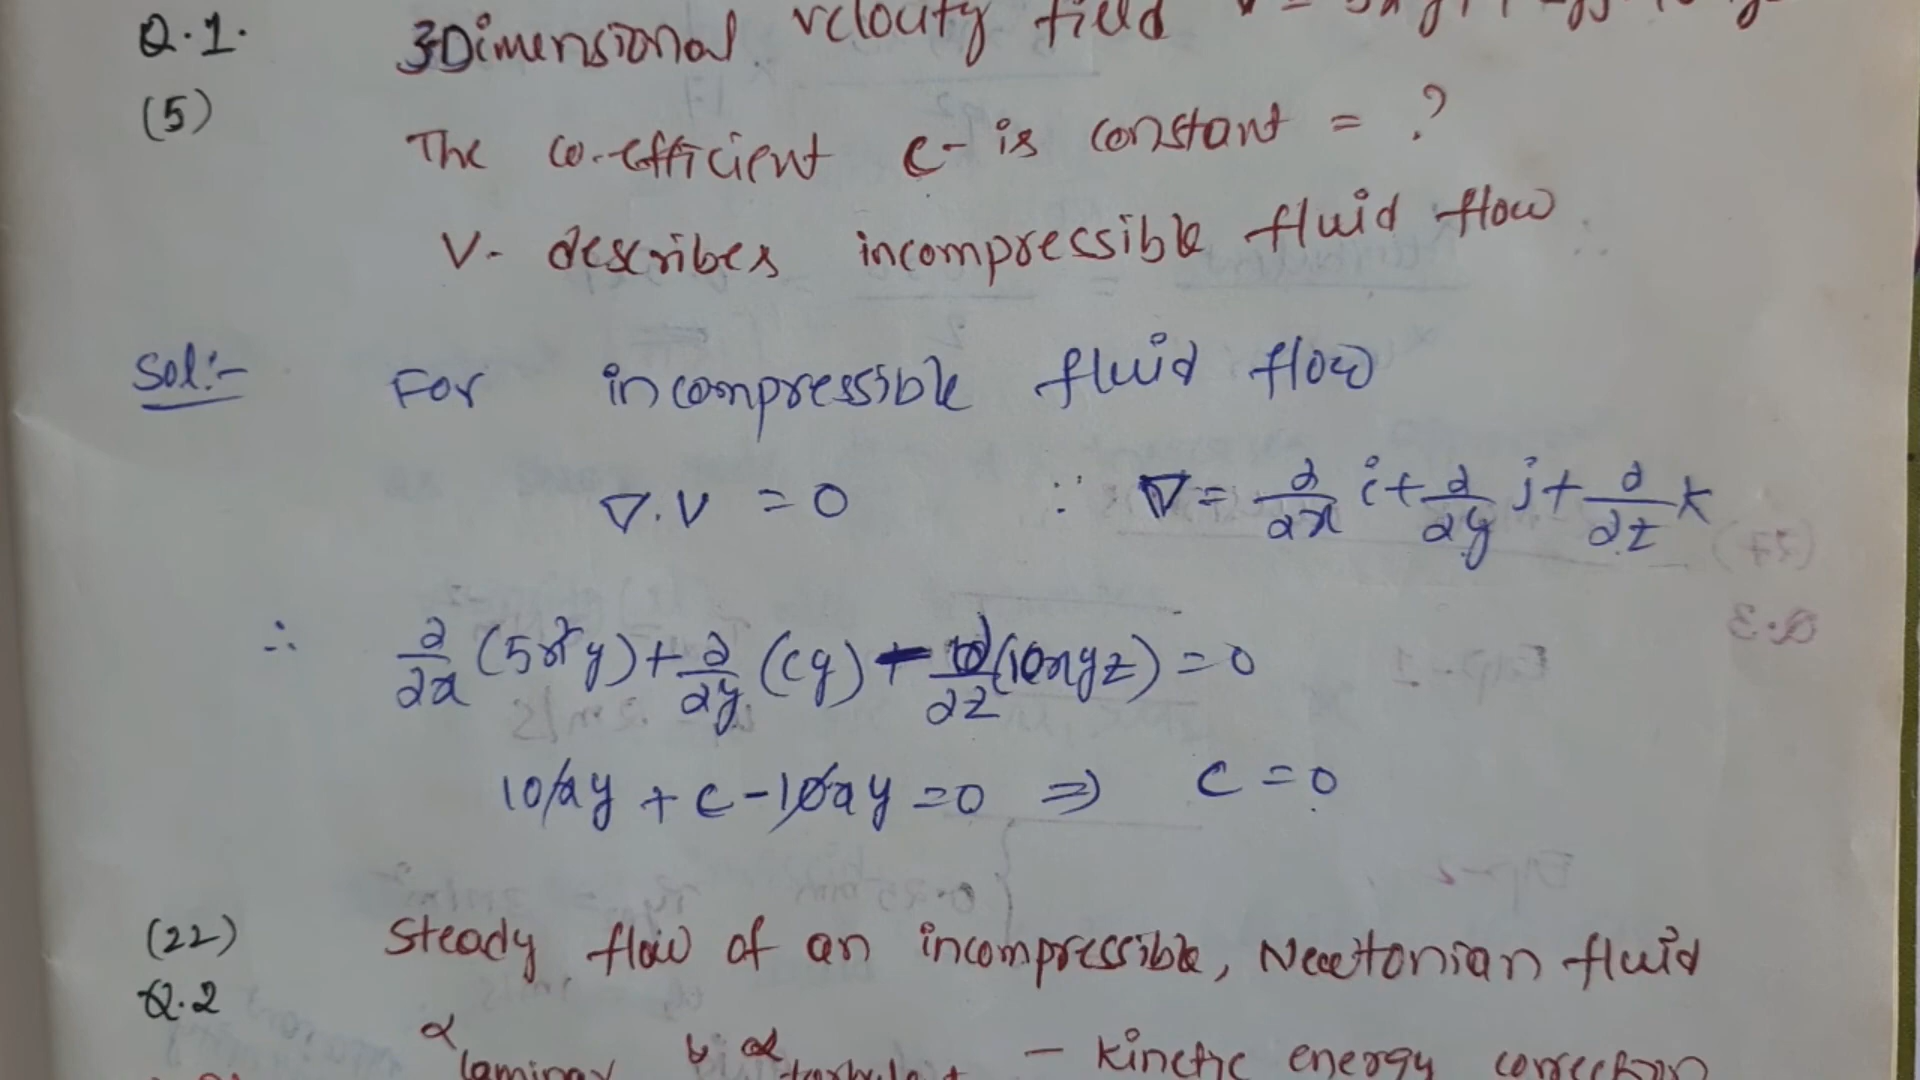 Q.1. 3Dimensional velocity field
(5)
The co-efficient c- is constant = ?
V- describes incompressible fluid flow
Sol:- For incompressible fluid flow
∇.V = 0 ∵ ∇ = ∂/∂x i + ∂/∂y j + ∂/∂z k
∴ ∂/∂x (5x²y) + ∂/∂y (cy) - ∂/∂z (10xyz) = 0
10xy + c - 10xy = 0 ⇒ c = 0
(22) Steady flow of an incompressible, Newtonian fluid
Q.2
α laminar & α - kinetic energy correction